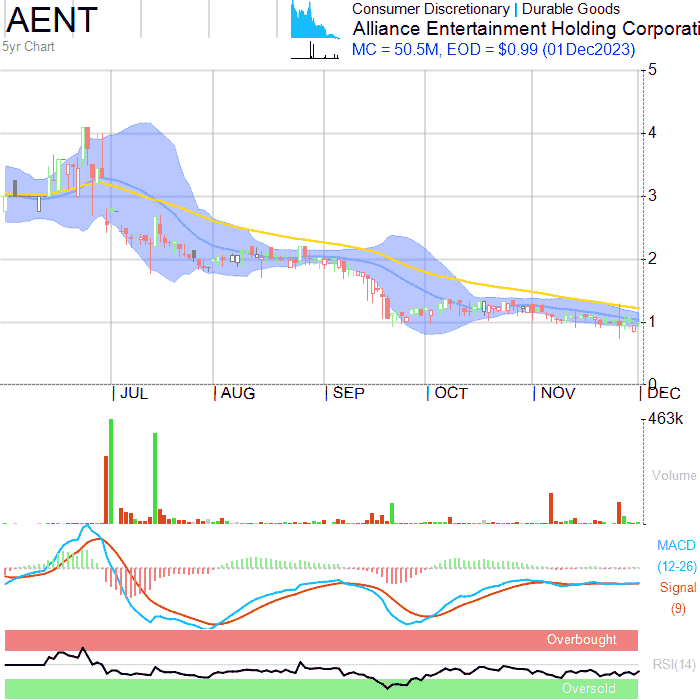 AENT
5yr Chart
Consumer Discretionary | Durable Goods
Alliance Entertainment Holding Corporati
MC = 50.5M, EOD = $0.99 (01Dec2023)
5
4
3
2
1
0
JUL AUG SEP OCT NOV DEC
463k
Volume
MACD
(12-26)
Signal
(9)
Overbought
RSI(14)
Oversold